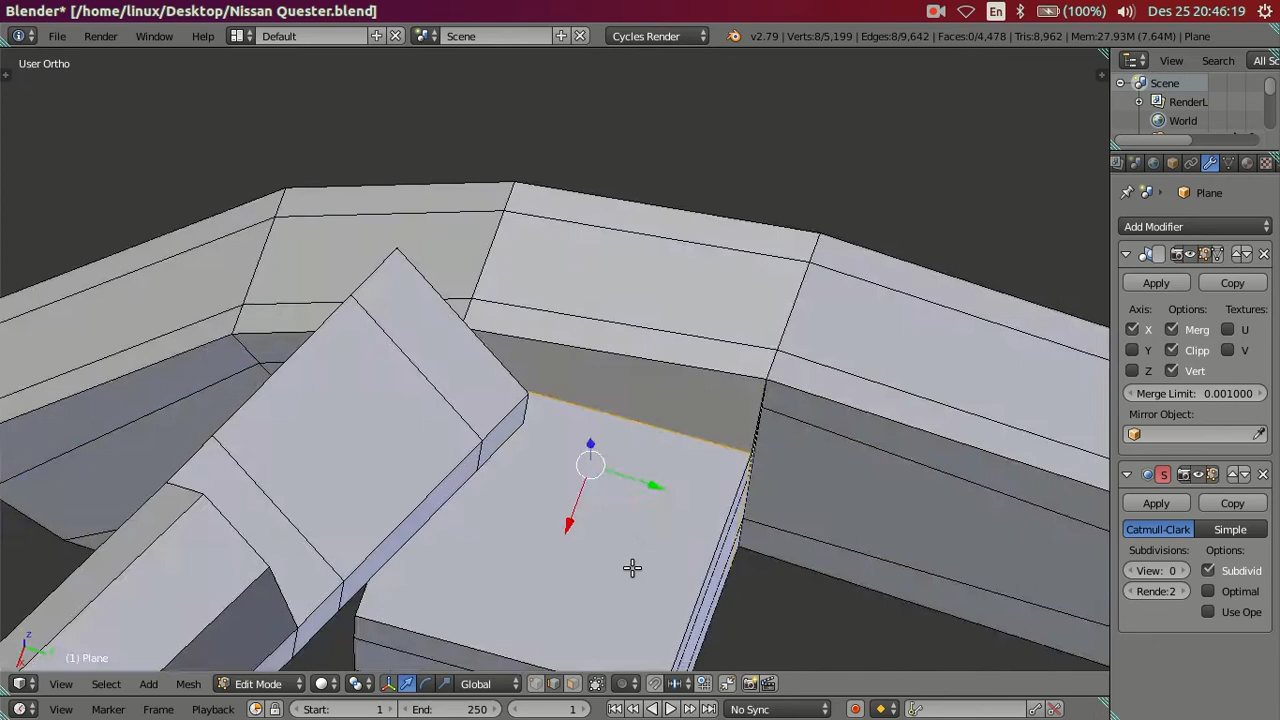 Blender* [/home/linux/Desktop/Nissan Quester.blend]
En
(100%)
Des 25 20:46:19
File
Render
Window
Help
Default
Scene
Cycles Render
v2.79 | Verts:8/5,199 | Edges:8/9,642 | Faces:0/4,478 | Tris:8,962 | Mem:27.93M (7.64M) | Plane
User Ortho
View
Search
All Sc
Scene
RenderL
World
Plane
Add Modifier
Apply
Copy
Axis:
Options:
Textures:
X
Merg
U
Y
Clipp
V
Z
Vert
Merge Limit: 0.001000
Mirror Object:
S
Apply
Copy
Catmull-Clark
Simple
Subdivisions:
Options:
View: 0
Subdivid
Rende:2
Optimal
Use Ope
z
(1) Plane
View
Select
Add
Mesh
Edit Mode
Global
View
Marker
Frame
Playback
Start: 1
End: 250
1
No Sync